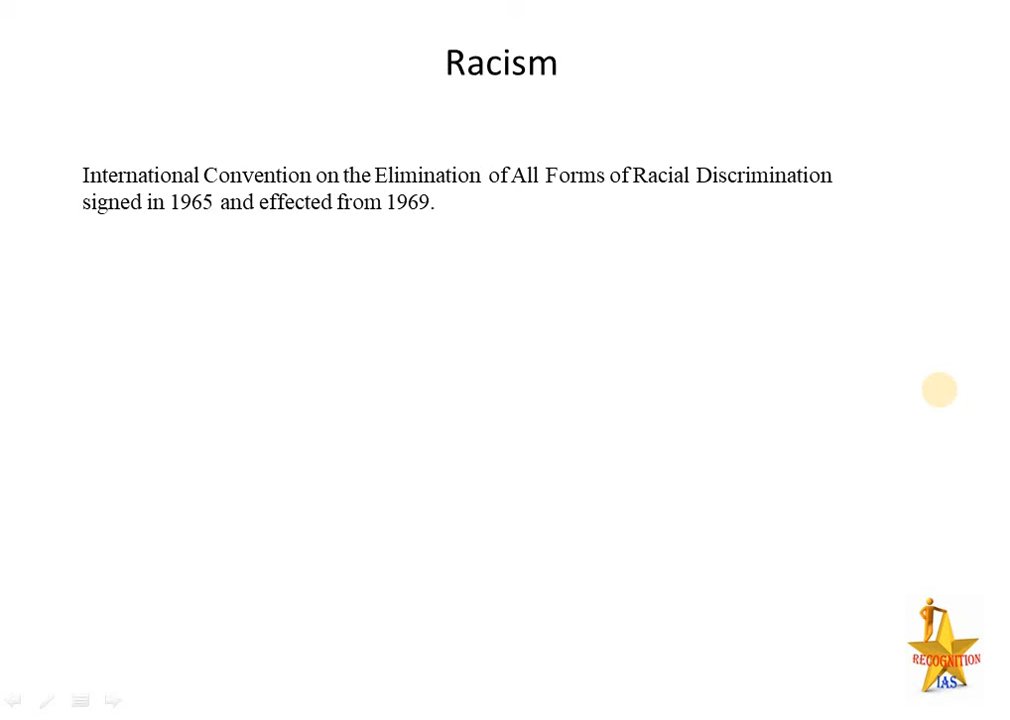 Racism
International Convention on the Elimination of All Forms of Racial Discrimination
signed in 1965 and effected from 1969.
RECOGNITION
IAS